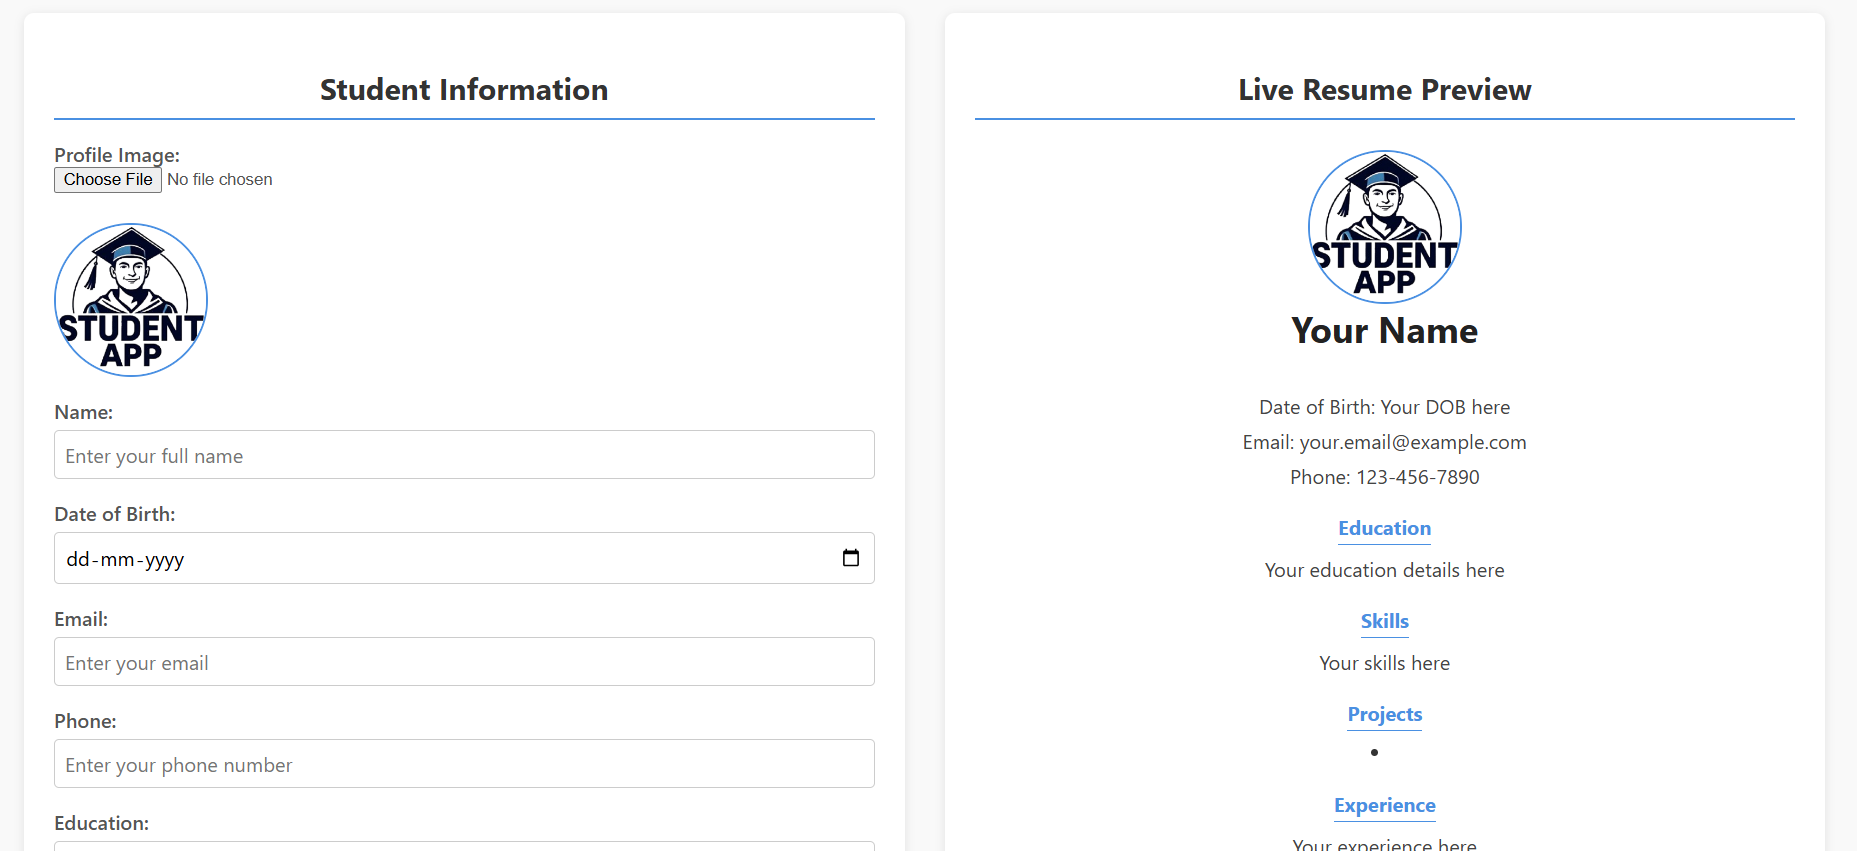 Student Information
Profile Image:
Choose File No file chosen
STUDENT
APP
Name:
Enter your full name
Date of Birth:
dd-mm-yyyy
Email:
Enter your email
Phone:
Enter your phone number
Education:
Live Resume Preview
STUDENT
APP
Your Name
Date of Birth: Your DOB here
Email: your.email@example.com
Phone: 123-456-7890
Education
Your education details here
Skills
Your skills here
Projects
•
Experience
Your experience here